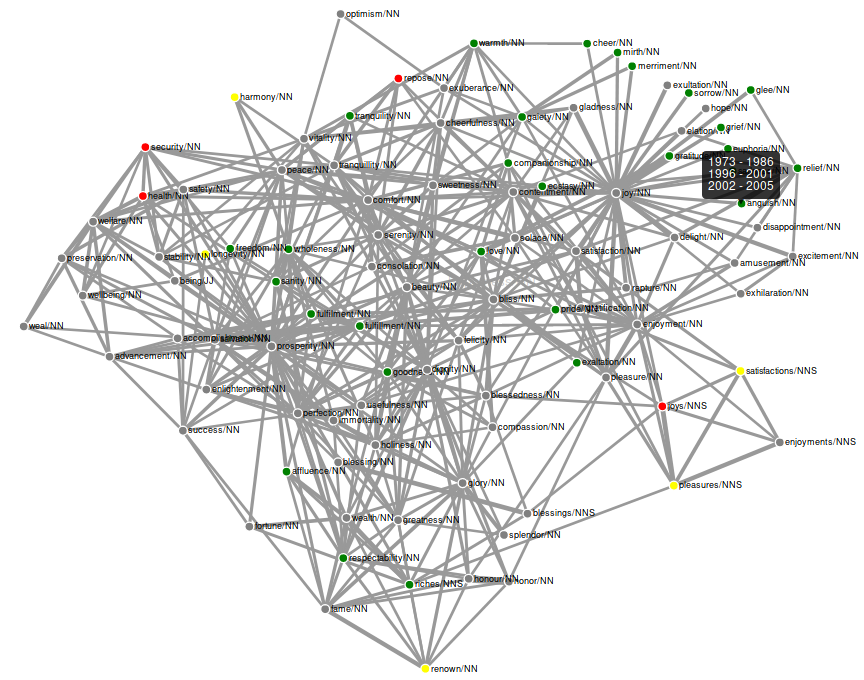 optimism/NN
warmth/NN
cheer/NN
mirth/NN
merriment/NN
repose/NN
exuberance/NN
exultation/NN
sorrow/NN
glee/NN
harmony/NN
gladness/NN
hope/NN
tranquility/NN
gaiety/NN
cheerfulness/NN
elation/NN
grief/NN
vitality/NN
security/NN
euphoria/NN
gratitude
1973 - 1986
1996 - 2001
2002 - 2005
companionship/NN
tranquillity/NN
peace/NN
relief/NN
sweetness/NN
ecstasy/NN
contentment/NN
joy/NN
safety/NN
health/NN
comfort/NN
anguish/NN
welfare/NN
disappointment/NN
serenity/NN
solace/NN
delight/NN
freedom/NN
wholeness/NN
love/NN
satisfaction/NN
longevity/NN
stability/NN
preservation/NN
excitement/NN
amusement/NN
consolation/NN
being/JJ
sanity/NN
beauty/NN
rapture/NN
exhilaration/NN
wellbeing/NN
bliss/NN
pride/NN
fulfilment/NN
enjoyment/NN
weal/NN
fulfillment/NN
accomplishment/NN
felicity/NN
prosperity/NN
advancement/NN
exaltation/NN
dignity/NN
goodness
satisfactions/NNS
pleasure/NN
enlightenment/NN
blessedness/NN
usefulness/NN
joys/NNS
perfection/NN
immortality/NN
compassion/NN
success/NN
enjoyments/NNS
holiness/NN
blessing/NN
affluence/NN
glory/NN
pleasures/NNS
blessings/NNS
wealth/NN
greatness/NN
fortune/NN
splendor/NN
respectability/NN
honour/NN
honor/NN
riches/NNS
fame/NN
renown/NN